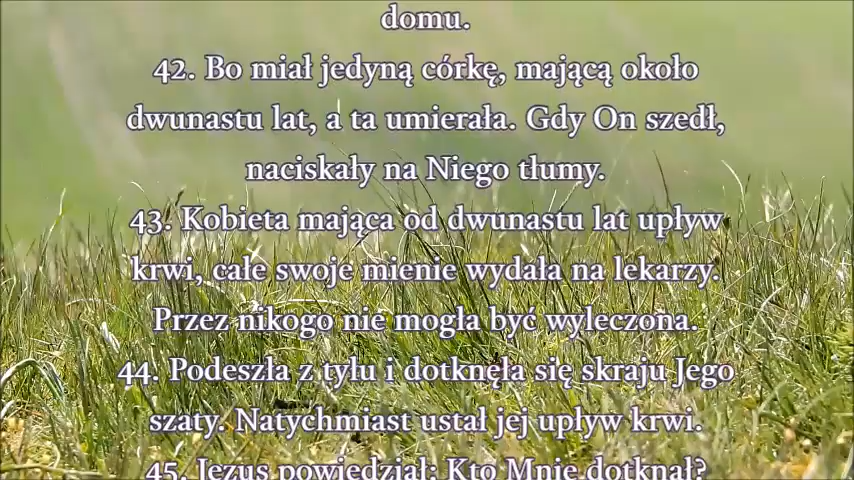 domu.
42. Bo miał jedyną córkę, mającą około
dwunastu lat, a ta umierała. Gdy On szedł,
naciskały na Niego tłumy.
43. Kobieta mająca od dwunastu lat upływ
krwi, całe swoje mienie wydała na lekarzy.
Przez nikogo nie mogła być wyleczona.
44. Podeszła z tyłu i dotknęła się skraju Jego
szaty. Natychmiast ustał jej upływ krwi.
45. Jezus powiedział: Kto Mnie dotknął?